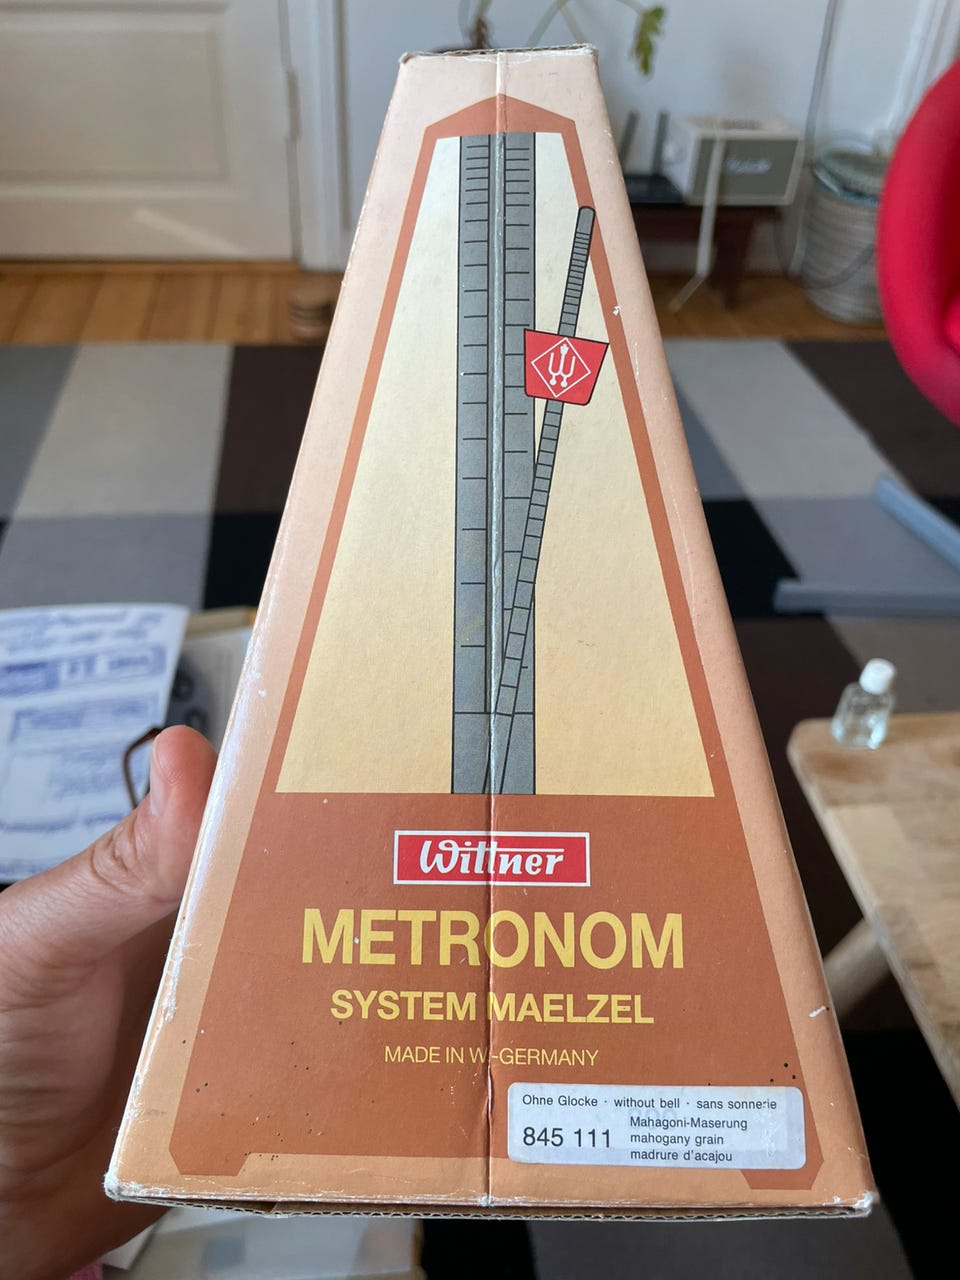 Wittner
METRONOM
SYSTEM MAELZEL
MADE IN W.-GERMANY
Ohne Glocke · without bell · sans sonnerie
845 111
Mahagoni-Maserung
mahogany grain
madrure d'acajou